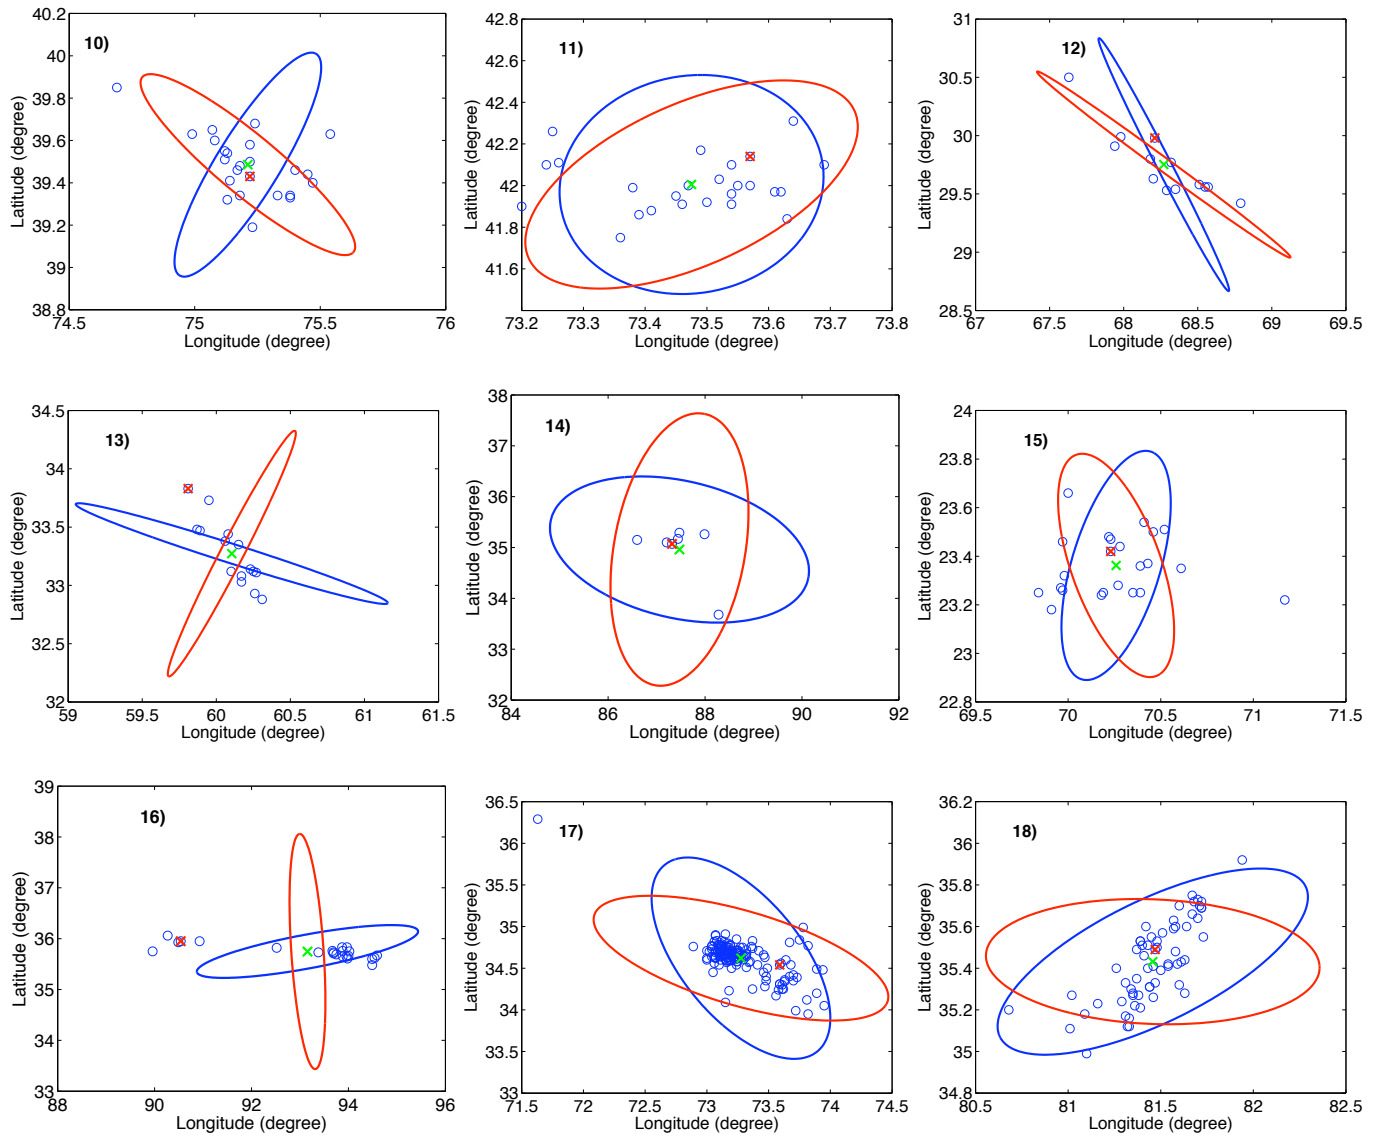 10)
40.2
40
39.8
39.6
39.4
39.2
39
38.8
74.5 75 75.5 76
Latitude (degree)
Longitude (degree)
11)
42.8
42.6
42.4
42.2
42
41.8
41.6
73.2 73.3 73.4 73.5 73.6 73.7 73.8
Latitude (degree)
Longitude (degree)
12)
31
30.5
30
29.5
29
28.5
67 67.5 68 68.5 69 69.5
Latitude (degree)
Longitude (degree)
13)
34.5
34
33.5
33
32.5
32
59 59.5 60 60.5 61 61.5
Latitude (degree)
Longitude (degree)
14)
38
37
36
35
34
33
32
84 86 88 90 92
Latitude (degree)
Longitude (degree)
15)
24
23.8
23.6
23.4
23.2
23
22.8
69.5 70 70.5 71 71.5
Latitude (degree)
Longitude (degree)
16)
39
38
37
36
35
34
33
88 90 92 94 96
Latitude (degree)
Longitude (degree)
17)
36.5
36
35.5
35
34.5
34
33.5
33
71.5 72 72.5 73 73.5 74 74.5
Latitude (degree)
Longitude (degree)
18)
36.2
36
35.8
35.6
35.4
35.2
35
34.8
80.5 81 81.5 82 82.5
Latitude (degree)
Longitude (degree)